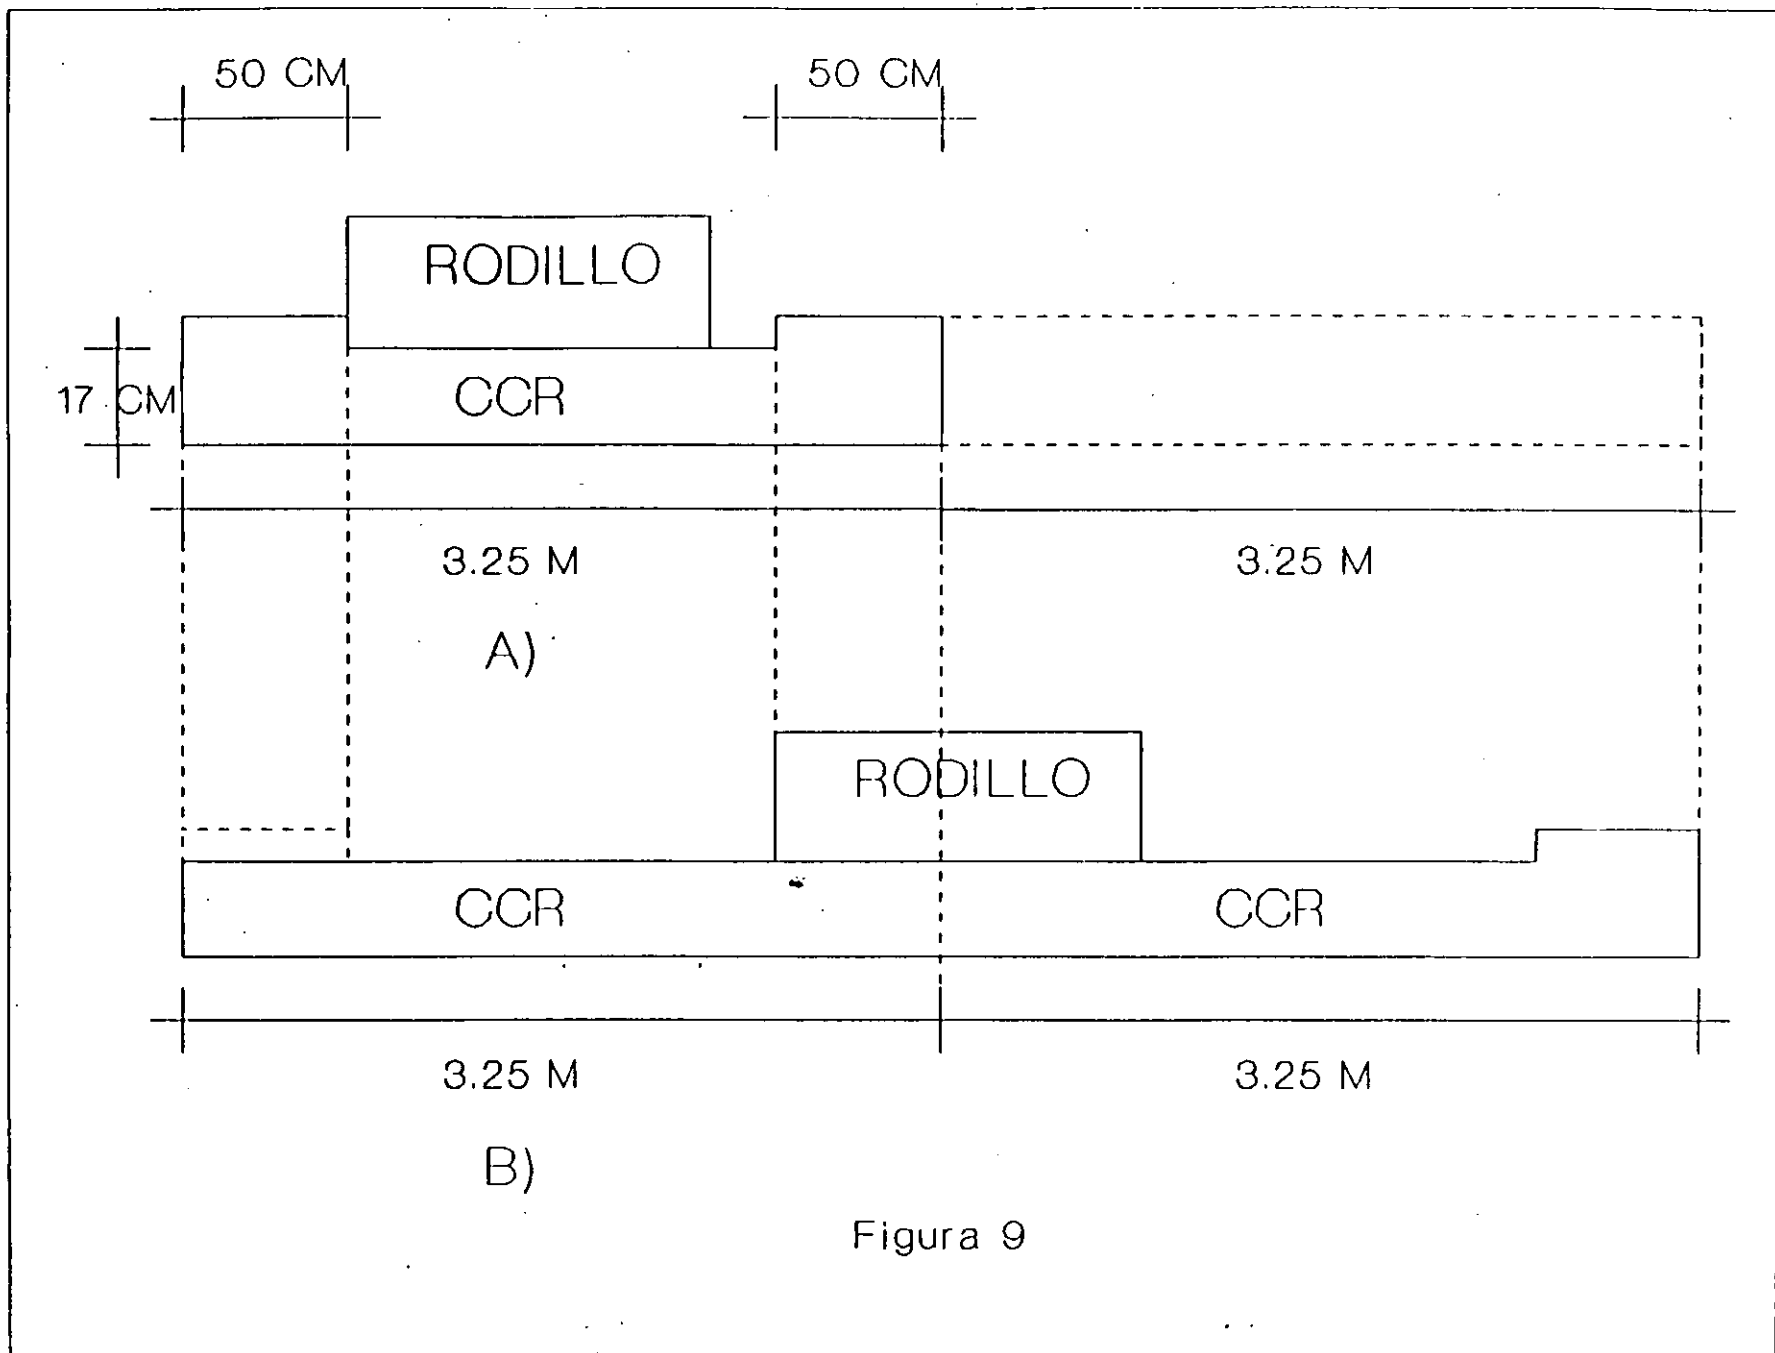 50 CM 50 CM
RODILLO
17 CM CCR
3.25 M 3.25 M
A)
RODILLO
CCR CCR
3.25 M 3.25 M
B)
Figura 9